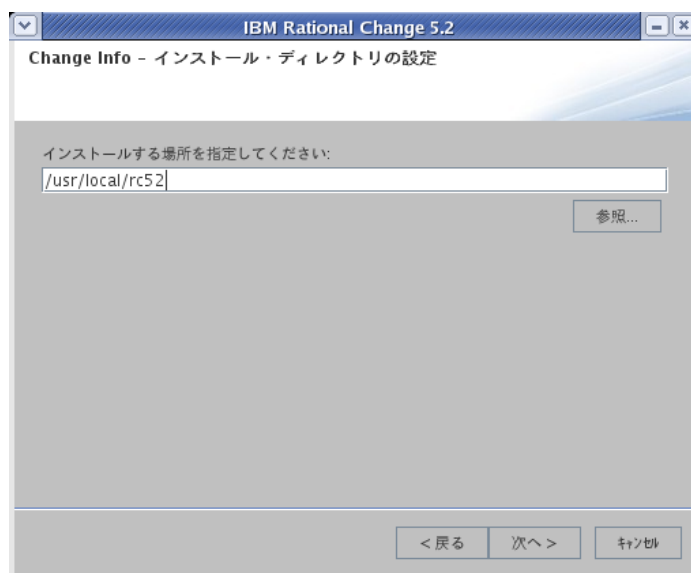 IBM Rational Change 5.2
Change Info – インストール・ディレクトリの設定
インストールする場所を指定してください:
/usr/local/rc52
参照...
< 戻る
次へ >
ｷｬﾝｾﾙ